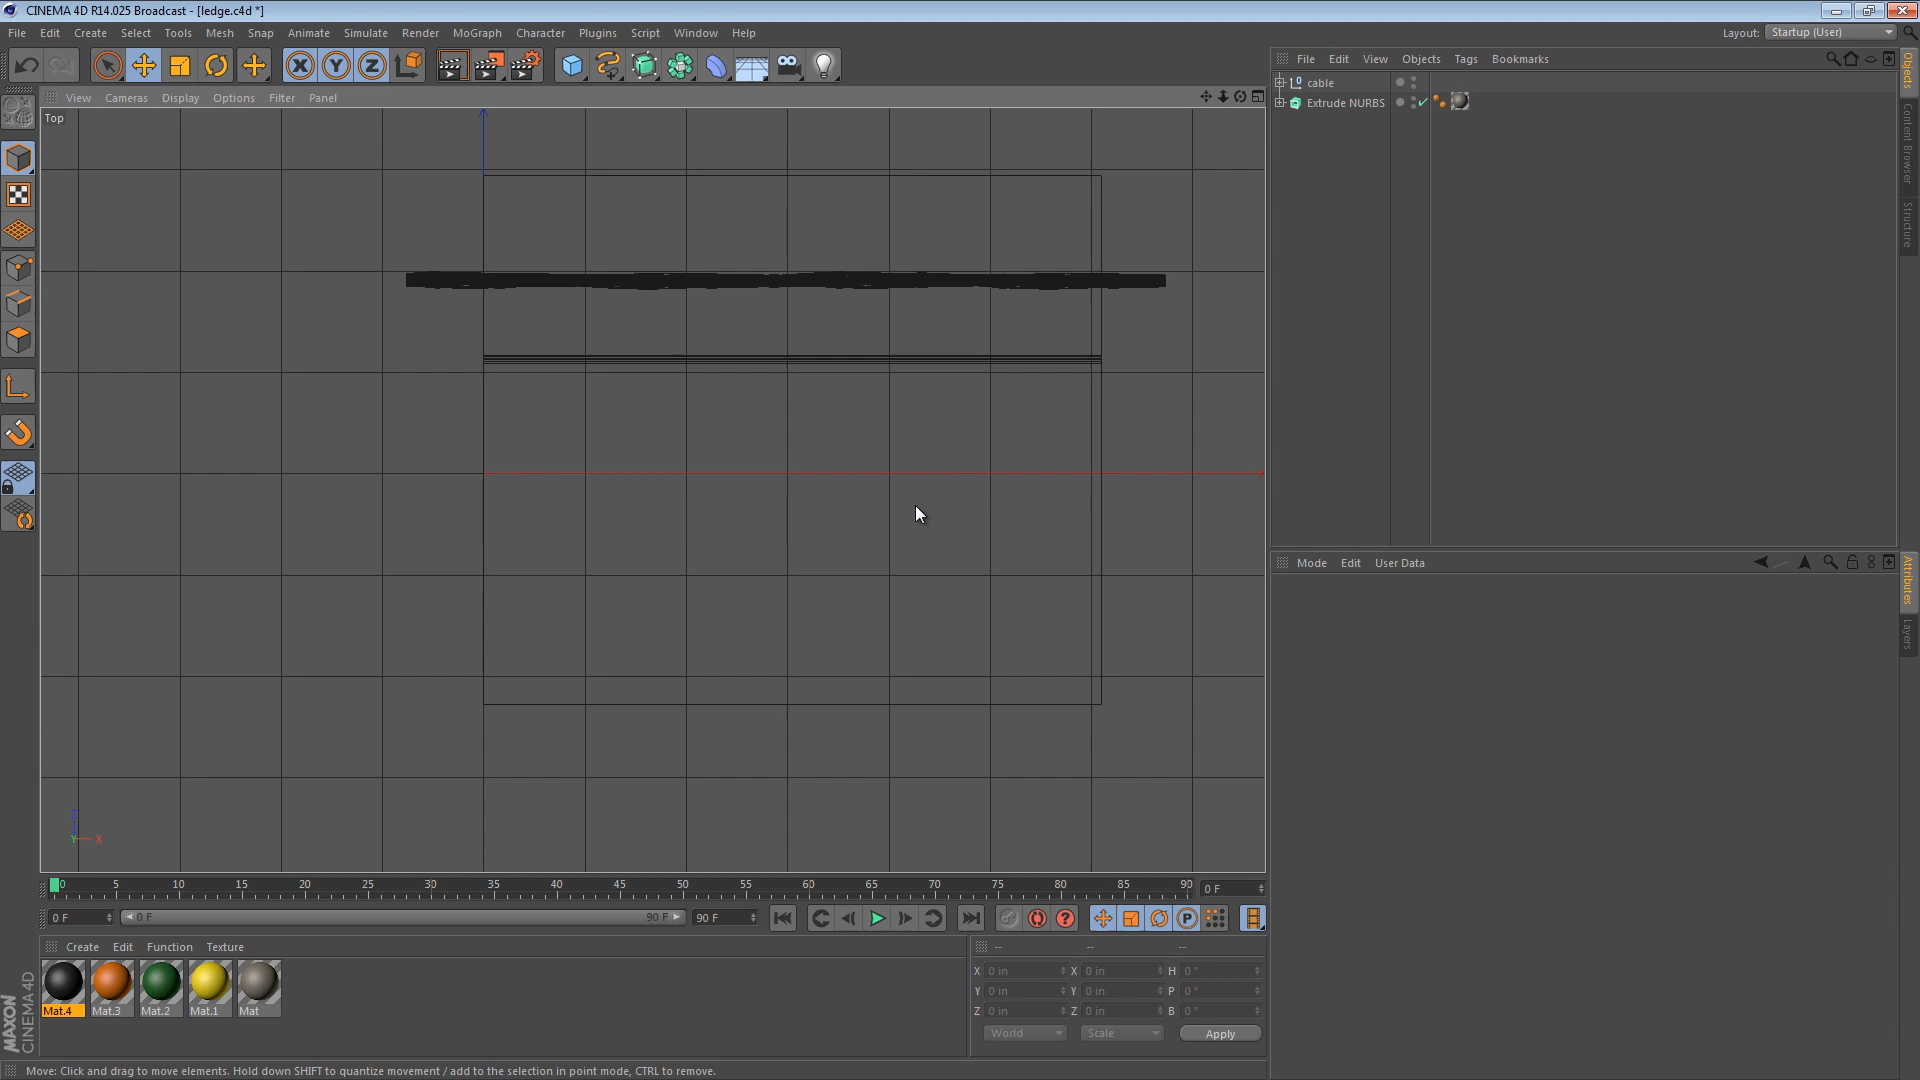 CINEMA 4D R14.025 Broadcast - [ledge.c4d *]
File Edit Create Select Tools Mesh Snap Animate Simulate Render MoGraph Character Plugins Script Window Help
Layout: Startup (User)
File Edit View Objects Tags Bookmarks
cable
Extrude NURBS
View Cameras Display Options Filter Panel
Top
Y X
Objects
Content Browser
Structure
Mode Edit User Data
Attributes
Layers
0 5 10 15 20 25 30 35 40 45 50 55 60 65 70 75 80 85 90 0 F
0 F 0 F 90 F 90 F
Create Edit Function Texture
Mat.4 Mat.3 Mat.2 Mat.1 Mat
-- -- --
X 0 in X 0 in H 0 °
Y 0 in Y 0 in P 0 °
Z 0 in Z 0 in B 0 °
World Scale Apply
MAXON
CINEMA 4D
Move: Click and drag to move elements. Hold down SHIFT to quantize movement / add to the selection in point mode, CTRL to remove.